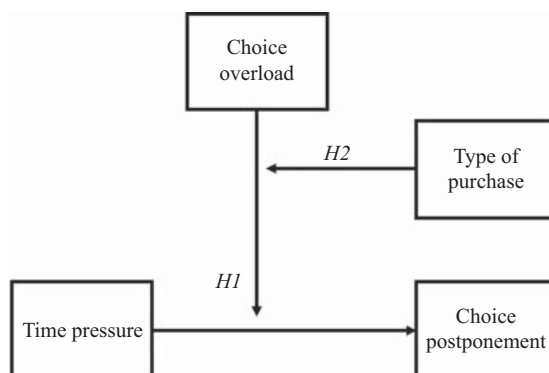 Choice
overload
H2
Type of
purchase
H1
Time pressure
Choice
postponement